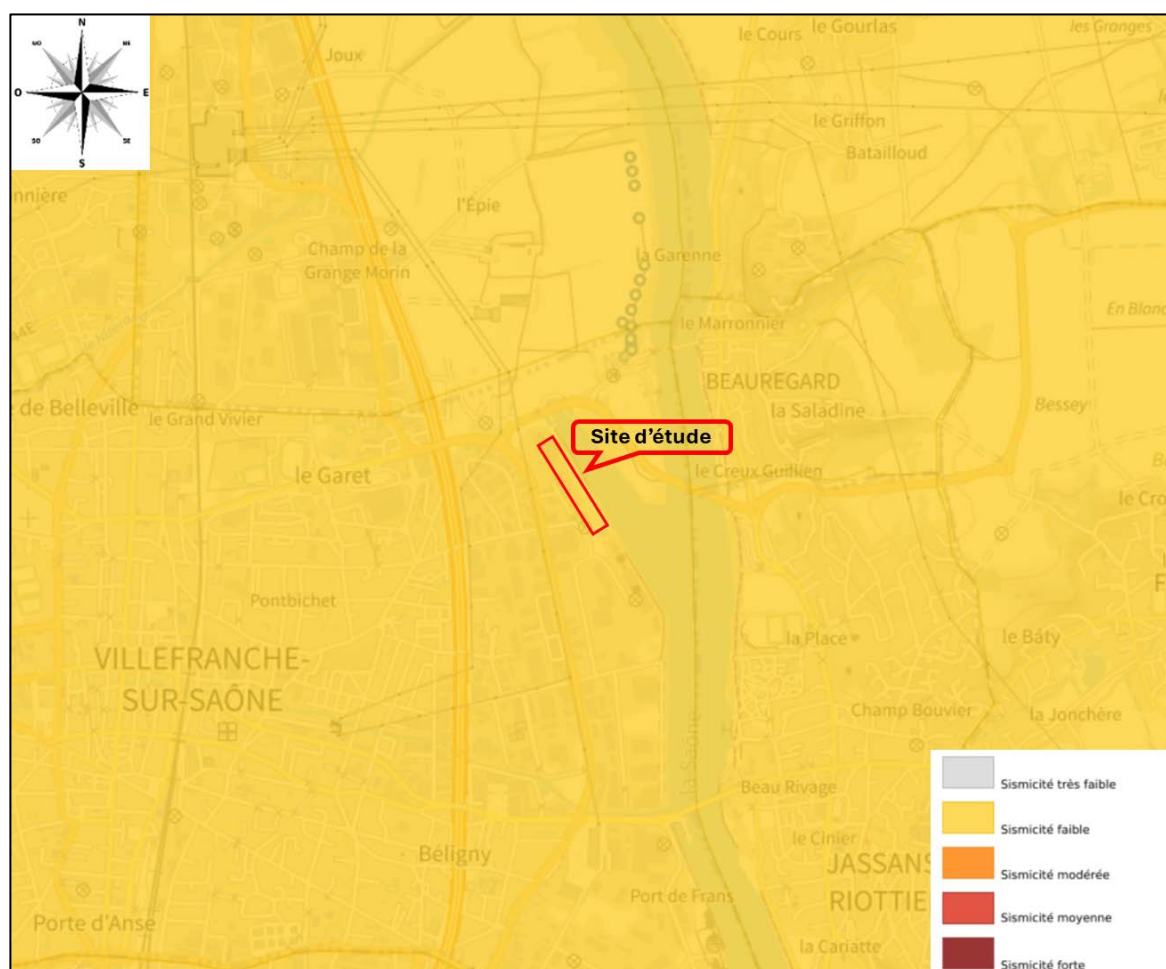 N
NO
NE
O
E
SO
SE
S
le Cours
le Gourlas
les Granges
Joux
le Griffon
Batailloud
nnière
l'Épie
Champ de la
Grange Morin
la Garenne
En Blanc
44E
le Marronnier
BEAUREGARD
la Saladine
Bessey
e de Belleville
le Grand Vivier
Site d'étude
le Garet
le Creux Guillien
le Cro
Pontbichet
la Place
le Bâty
VILLEFRANCHE-
SUR-SAÔNE
Champ Bouvier
la Jonchère
la Saône
Beau Rivage
le Cinier
Béligny
JASSANS
RIOTTIE
Port de Frans
Porte d'Anse
la Cariatte
Sismicité très faible
Sismicité faible
Sismicité modérée
Sismicité moyenne
Sismicité forte